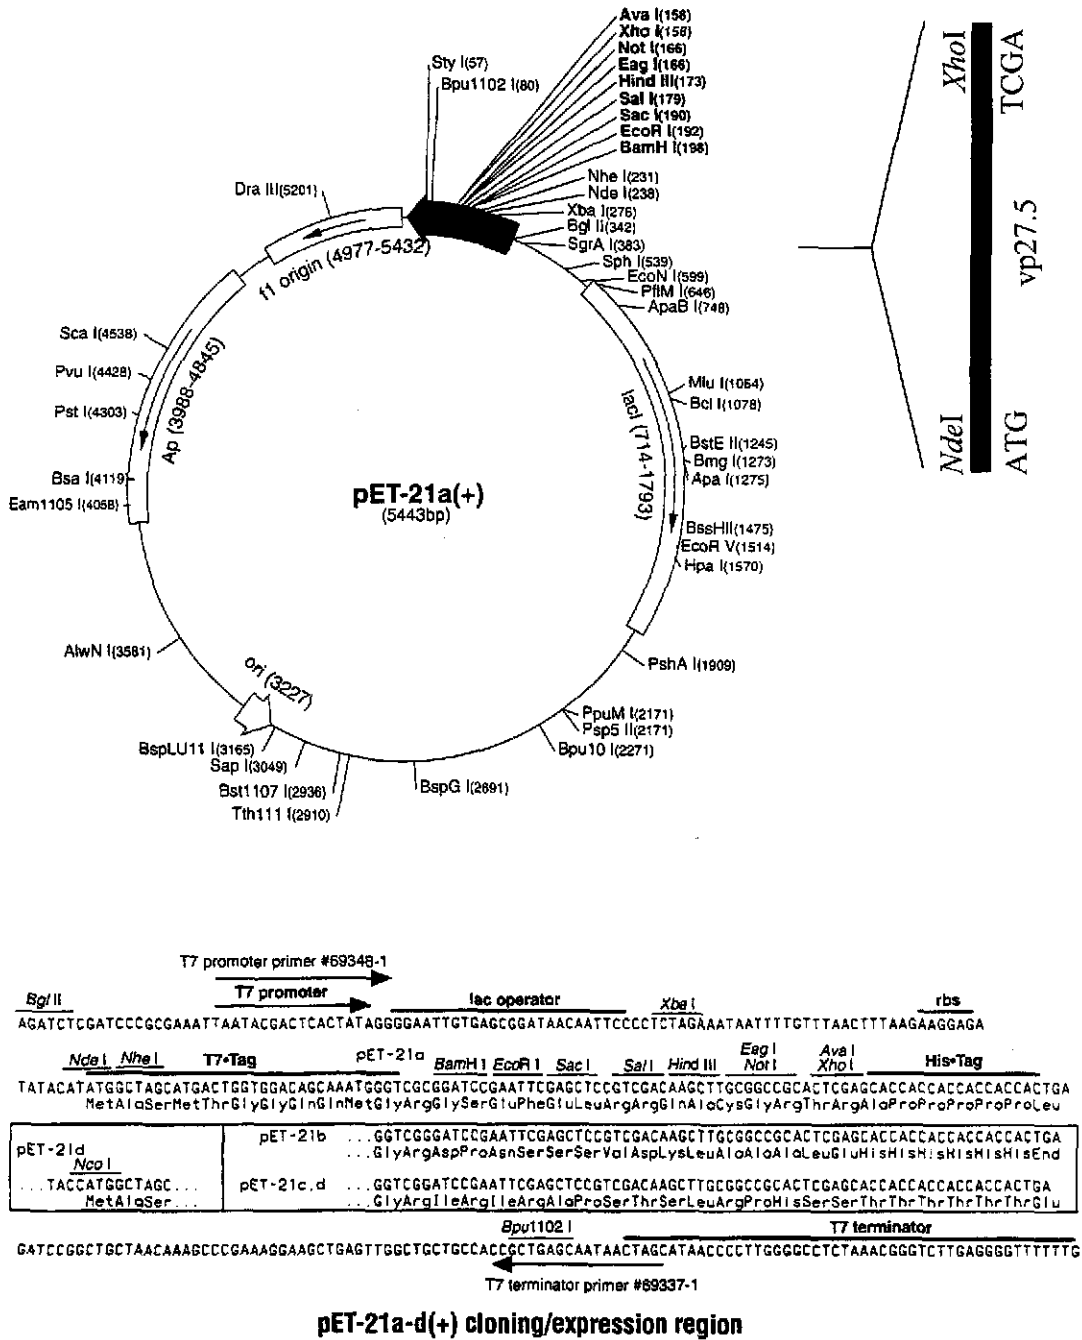 Ava I(158)
Xho I(158)
Not I(166)
Eag I(166)
Hind III(173)
Sal I(179)
Sac I(190)
EcoR I(192)
BamH I(198)
Sty I(57)
Bpu1102 I(80)
Nhe I(231)
Nde I(238)
Xba I(276)
Bgl II(342)
SgrA I(383)
Sph I(539)
EcoN I(599)
PflM I(646)
ApaB I(748)
Dra III(5201)
f1 origin (4977-5432)
Sca I(4538)
Pvu I(4428)
Pst I(4303)
Bsa I(4119)
Eam1105 I(4058)
Ap (3988-4845)
lacI (714-1793)
Mlu I(1064)
Bcl I(1078)
BstE II(1245)
Bmg I(1273)
Apa I(1275)
BssHII(1475)
EcoR V(1514)
Hpa I(1570)
pET-21a(+)
(5443bp)
AlwN I(3581)
ori (3227)
PshA I(1909)
PpuM I(2171)
Psp5 II(2171)
Bpu10 I(2271)
BspLU11 I(3165)
Sap I(3049)
Bst1107 I(2936)
Tth111 I(2910)
BspG I(2691)
XhoI
TCGA
vp27.5
NdeI
ATG
T7 promoter primer #69348-1
Bgl II T7 promoter lac operator Xba I rbs
AGATCTCGATCCCGCGAAATTAATACGACTCACTATAGGGGAATTGTGAGCGGATAACAATTCCCCTCTAGAAATAATTTTGTTTAACTTTAAGAAGGAGA
Nde I Nhe I T7•Tag pET-21a BamH I EcoR I Sac I Sal I Hind III Eag I Not I Ava I Xho I His•Tag
TATACATATGGCTAGCATGACTGGTGGACAGCAAATGGGTCGCGGATCCGAATTCGAGCTCCGTCGACAAGCTTGCGGCCGCACTCGAGCACCACCACCACCACCACTGA
MetAlaSerMetThrGlyGlyGlnGlnMetGlyArgGlySerGluPheGluLeuArgArgGlnAlaCysGlyArgThrArgAlaProProProProProLeu
pET-21b ...GGTCGGGATCCGAATTCGAGCTCCGTCGACAAGCTTGCGGCCGCACTCGAGCACCACCACCACCACCACTGA
...GlyArgAspProAsnSerSerSerValAspLysLeuAlaAlaAlaLeuGluHisHisHisHisHisHisEnd
pET-21d
Nco I
...TACCATGGCTAGC...
MetAlaSer...
pET-21c,d ...GGTCGGATCCGAATTCGAGCTCCGTCGACAAGCTTGCGGCCGCACTCGAGCACCACCACCACCACCACTGA
...GlyArgIleArgIleArgAlaProSerThrSerLeuArgProHisSerSerThrThrThrThrThrThrGlu
Bpu1102 I T7 terminator
GATCCGGCTGCTAACAAAGCCCGAAAGGAAGCTGAGTTGGCTGCTGCCACCGCTGAGCAATAACTAGCATAACCCCTTGGGGCCTCTAAACGGGTCTTGAGGGGTTTTTTG
T7 terminator primer #69337-1
pET-21a-d(+) cloning/expression region